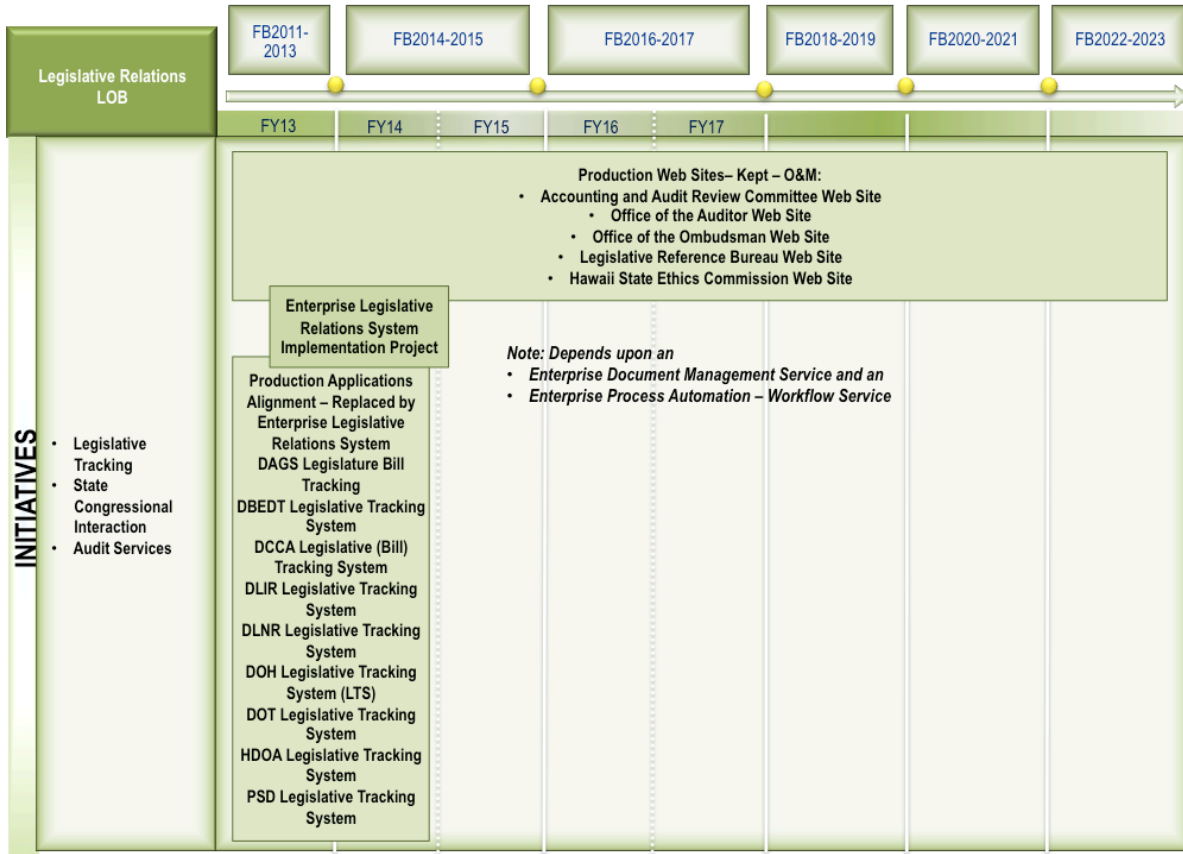 FB2011-
2013
FB2014-2015
FB2016-2017
FB2018-2019
FB2020-2021
FB2022-2023
Legislative Relations
LOB
FY13
FY14
FY15
FY16
FY17
INITIATIVES
• Legislative
Tracking
• State
Congressional
Interaction
• Audit Services
Production Web Sites– Kept – O&M:
• Accounting and Audit Review Committee Web Site
• Office of the Auditor Web Site
• Office of the Ombudsman Web Site
• Legislative Reference Bureau Web Site
• Hawaii State Ethics Commission Web Site
Enterprise Legislative
Relations System
Implementation Project
Note: Depends upon an
• Enterprise Document Management Service and an
• Enterprise Process Automation – Workflow Service
Production Applications
Alignment – Replaced by
Enterprise Legislative
Relations System
DAGS Legislature Bill
Tracking
DBEDT Legislative Tracking
System
DCCA Legislative (Bill)
Tracking System
DLIR Legislative Tracking
System
DLNR Legislative Tracking
System
DOH Legislative Tracking
System (LTS)
DOT Legislative Tracking
System
HDOA Legislative Tracking
System
PSD Legislative Tracking
System